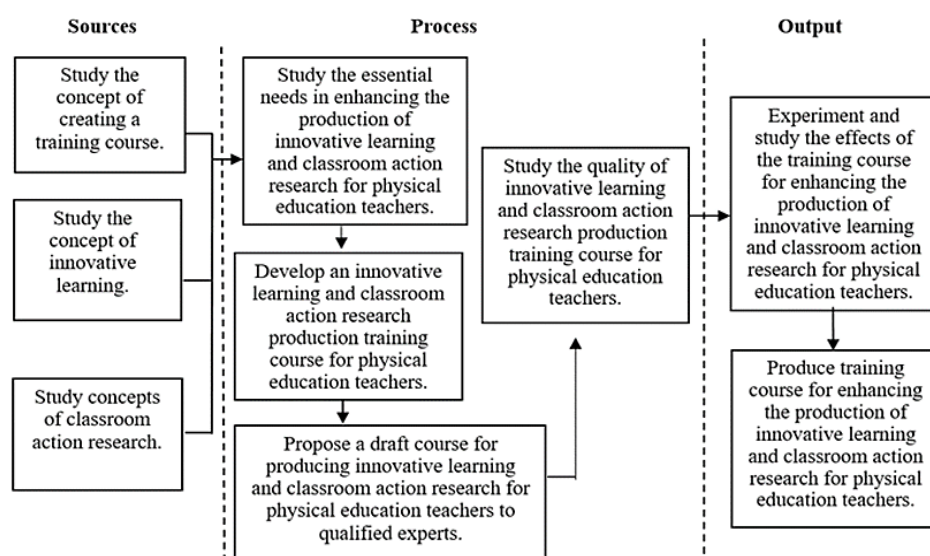 Sources
Process
Output
Study the
concept of
creating a
training course.
Study the
concept of
innovative
learning.
Study concepts
of classroom
action research.
Study the essential
needs in enhancing the
production of
innovative learning
and classroom action
research for physical
education teachers.
Develop an innovative
learning and classroom
action research
production training
course for physical
education teachers.
Propose a draft course for
producing innovative learning
and classroom action research for
physical education teachers to
qualified experts.
Study the quality of
innovative learning
and classroom action
research production
training course for
physical education
teachers.
Experiment and
study the effects of
the training course
for enhancing the
production of
innovative learning
and classroom action
research for physical
education teachers.
Produce training
course for enhancing
the production of
innovative learning
and classroom action
research for physical
education teachers.